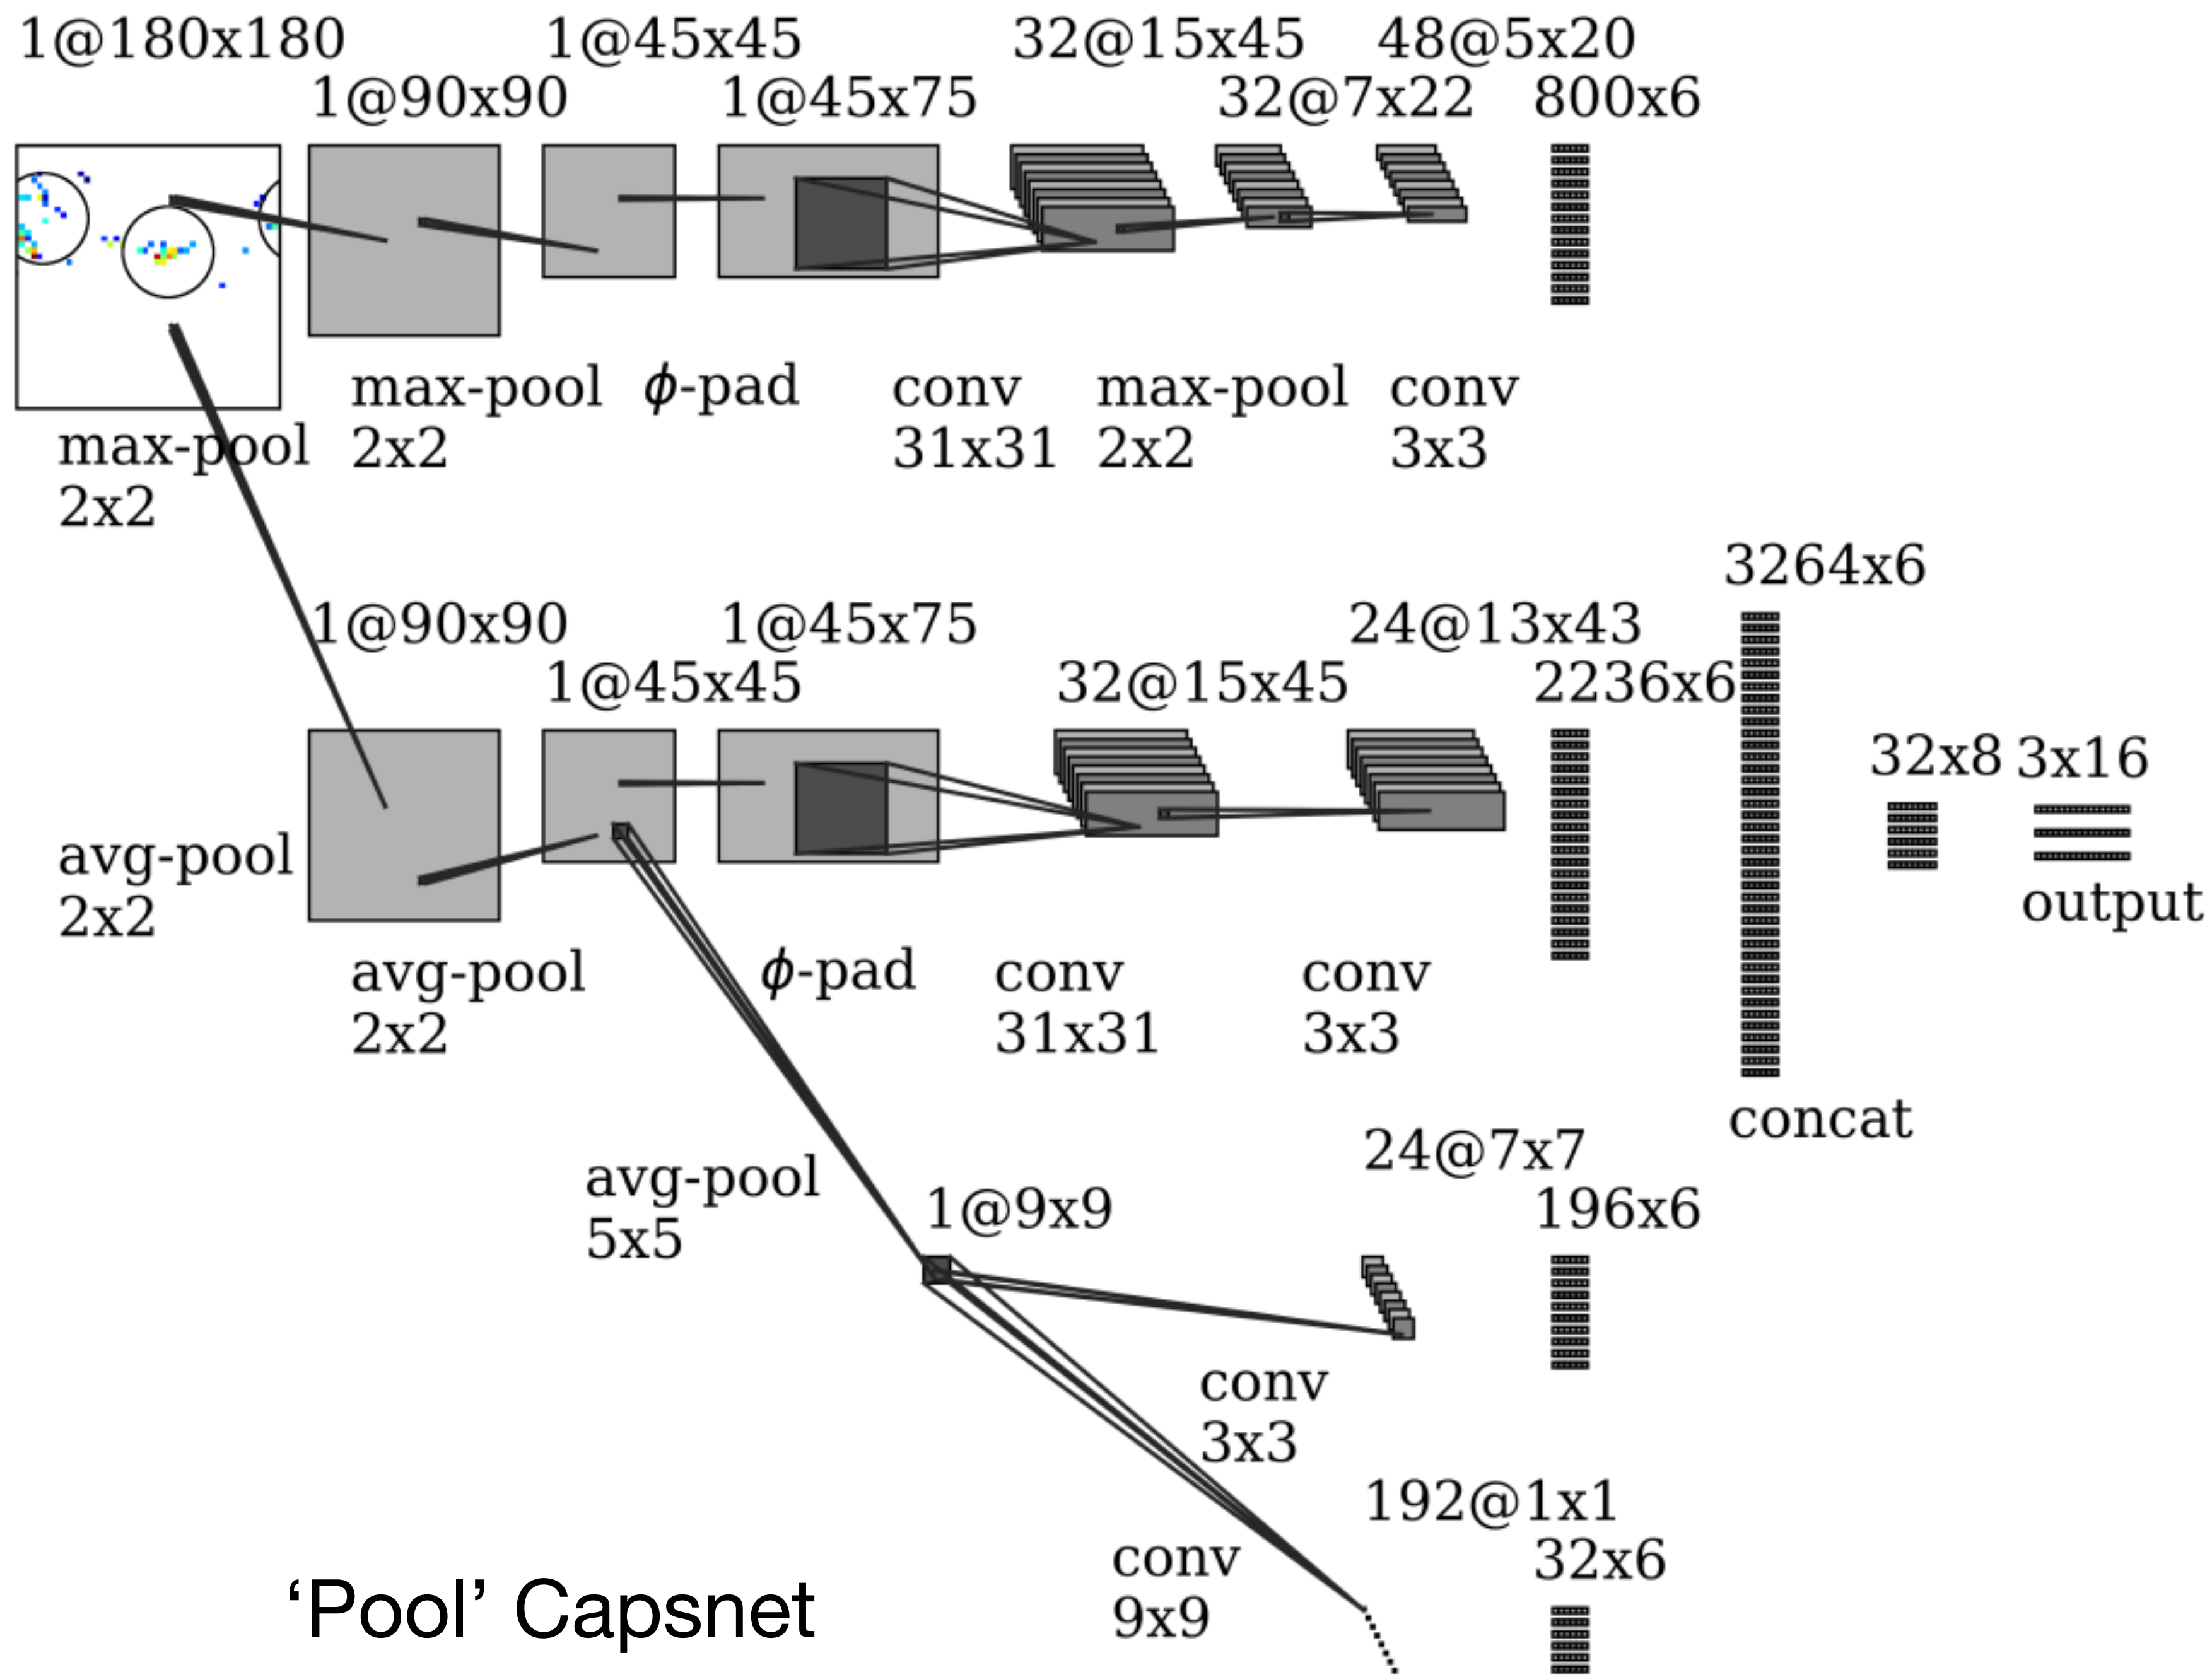 1@180x180
1@45x45
32@15x45
48@5x20
1@90x90
1@45x75
32@7x22
800x6
max-pool
2x2
max-pool
2x2
ϕ-pad
conv
31x31
max-pool
2x2
conv
3x3
3264x6
1@90x90
1@45x75
24@13x43
1@45x45
32@15x45
2236x6
32x8
3x16
avg-pool
2x2
output
avg-pool
2x2
ϕ-pad
conv
31x31
conv
3x3
concat
avg-pool
5x5
24@7x7
1@9x9
196x6
conv
3x3
192@1x1
32x6
conv
9x9
‘Pool’ Capsnet